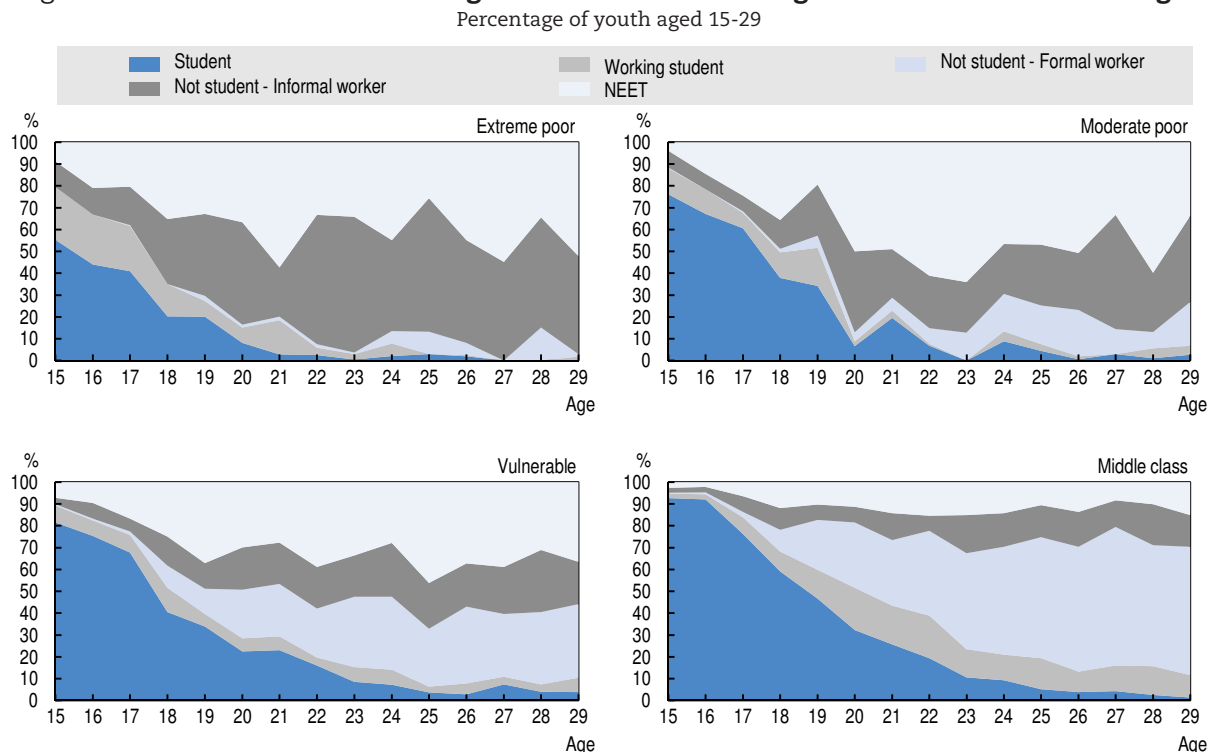 Percentage of youth aged 15-29
Student
Working student
Not student - Formal worker
Not student - Informal worker
NEET
%
Extreme poor
100
90
80
70
60
50
40
30
20
10
0
15 16 17 18 19 20 21 22 23 24 25 26 27 28 29
Age
%
Moderate poor
100
90
80
70
60
50
40
30
20
10
0
15 16 17 18 19 20 21 22 23 24 25 26 27 28 29
Age
%
Vulnerable
100
90
80
70
60
50
40
30
20
10
0
15 16 17 18 19 20 21 22 23 24 25 26 27 28 29
Age
%
Middle class
100
90
80
70
60
50
40
30
20
10
0
15 16 17 18 19 20 21 22 23 24 25 26 27 28 29
Age